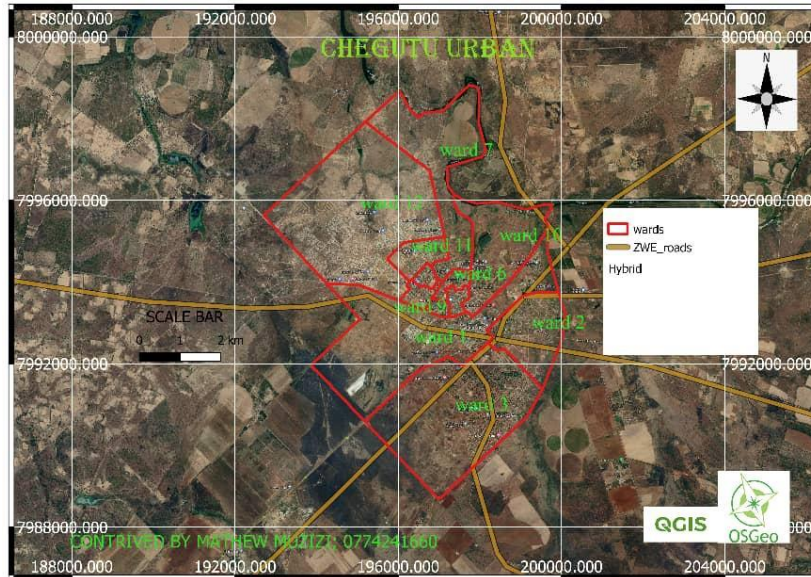 188000.000 192000.000 196000.000 200000.000 204000.000
8000000.000 8000000.000
CHEGUTU URBAN
N
ward 7
7996000.000 7996000.000
ward 12
wards
ward 11
ward 10
ZWE_roads
ward 6
Hybrid
ward 9
SCALE BAR
ward 2
0 1 2 km
ward 1
7992000.000 7992000.000
ward 3
QGIS
OSGeo
7988000.000 7988000.000
CONTRIVED BY MATHEW MUZIZI; 0774241660
188000.000 192000.000 196000.000 200000.000 204000.000